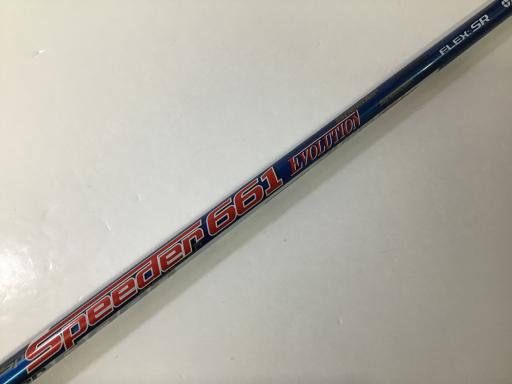 Speeder 661 EVOLUTION
FLEX: SR